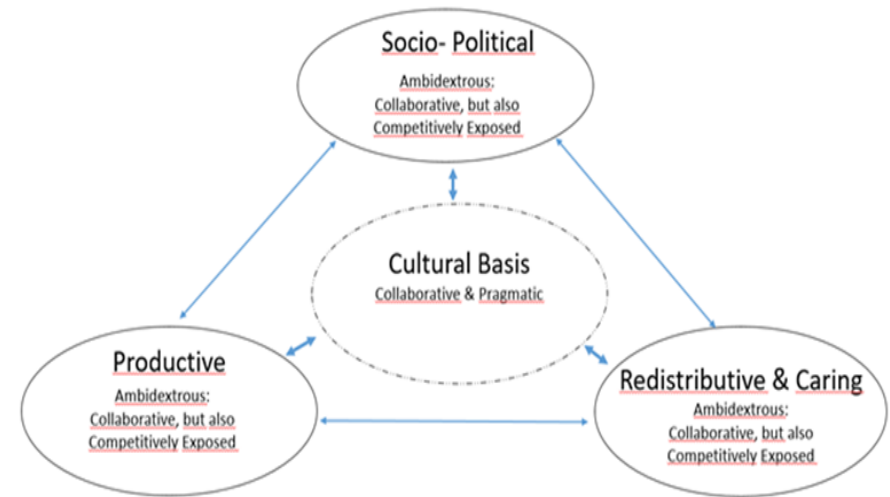 Socio- Political
Ambidextrous:
Collaborative, but also
Competitively Exposed
Cultural Basis
Collaborative & Pragmatic
Productive
Ambidextrous:
Collaborative, but also
Competitively Exposed
Redistributive & Caring
Ambidextrous:
Collaborative, but also
Competitively Exposed